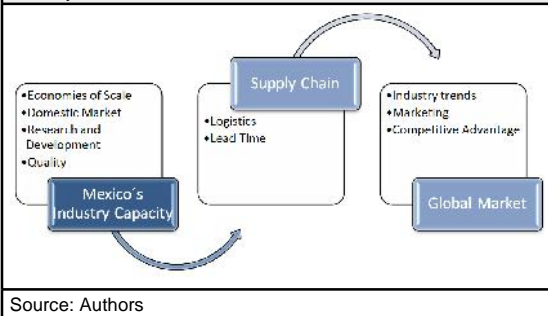 •Economies of Scale
•Domestic Market
•Research and
Development
•Quality
Mexico´s
Industry Capacity
Supply Chain
•Logistics
•Lead Time
•Industry trends
•Marketing
•Competitive Advantage
Global Market
Source: Authors